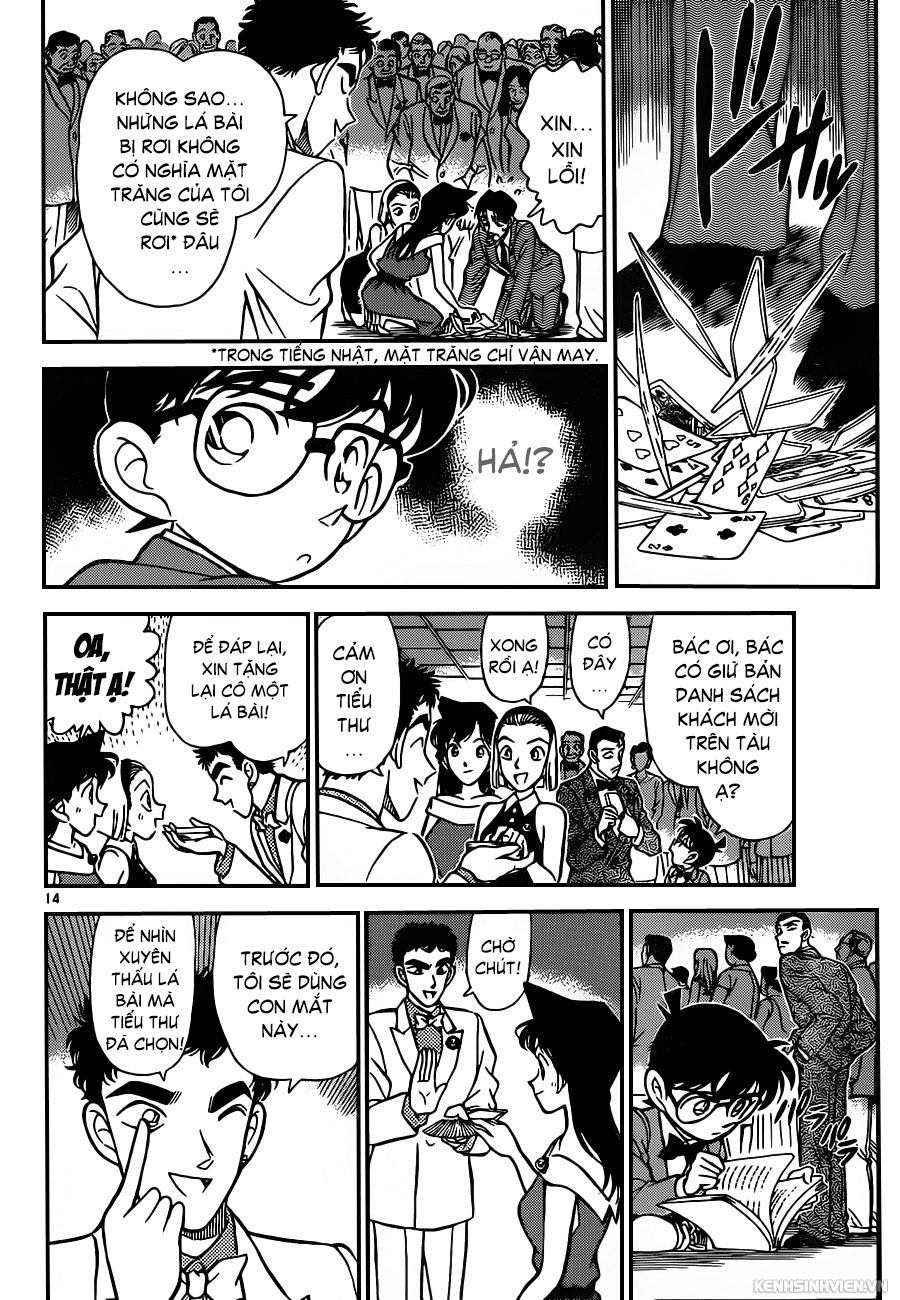 XIN...
XIN
LỖI!
KHÔNG SAO...
NHỮNG LÁ BÀI
BỊ RƠI KHÔNG
CÓ NGHĨA MẶT
TRĂNG CỦA TÔI
CŨNG SẼ
RƠI* ĐÂU
...
*TRONG TIẾNG NHẬT, MẶT TRĂNG CHỈ VẬN MAY.
HẢ!?
BÁC ƠI, BÁC
CÓ GIỮ BẢN
DANH SÁCH
KHÁCH MỜI
TRÊN TÀU
KHÔNG
Ạ?
CÓ
ĐÂY
...
XONG
RỒI Ạ!
CẢM
ƠN
TIỂU
THƯ
...
ĐỂ ĐÁP LẠI,
XIN TẶNG
LẠI CÔ MỘT
LÁ BÀI!
OA,
THẬT Ạ!
14
CHỜ
CHÚT!
TRƯỚC ĐÓ,
TÔI SẼ DÙNG
CON MẮT
NÀY...
ĐỂ NHÌN
XUYÊN
THẤU LÁ
BÀI MÀ
TIỂU THƯ
ĐÃ CHỌN!
KENHSINHVIEN.VN